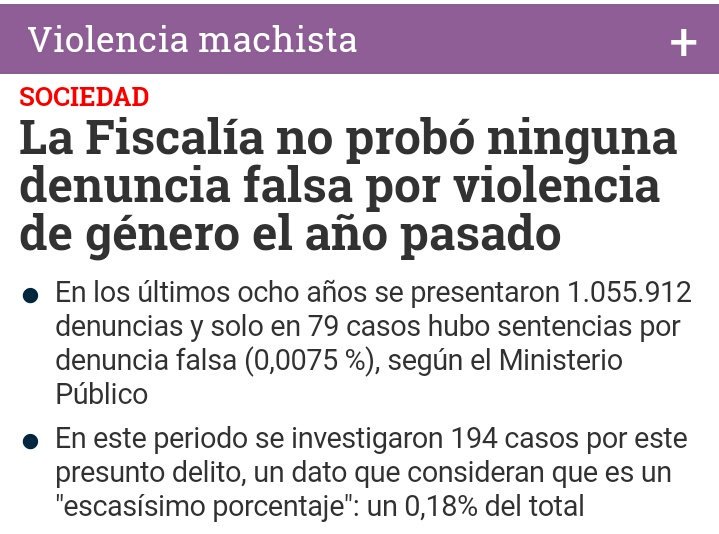 Violencia machista +
SOCIEDAD
La Fiscalía no probó ninguna
denuncia falsa por violencia
de género el año pasado
● En los últimos ocho años se presentaron 1.055.912
denuncias y solo en 79 casos hubo sentencias por
denuncia falsa (0,0075 %), según el Ministerio
Público
● En este periodo se investigaron 194 casos por este
presunto delito, un dato que consideran que es un
"escasísimo porcentaje": un 0,18% del total